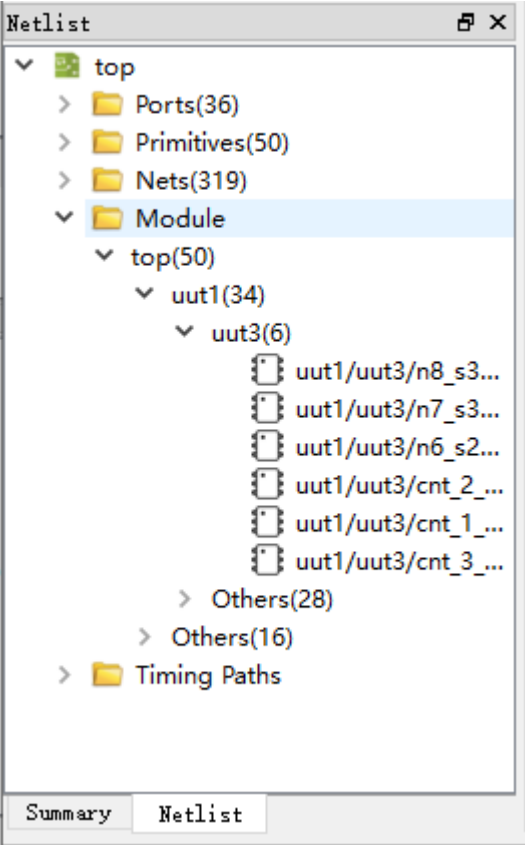 Netlist
top
Ports(36)
Primitives(50)
Nets(319)
Module
top(50)
uut1(34)
uut3(6)
uut1/uut3/n8_s3...
uut1/uut3/n7_s3...
uut1/uut3/n6_s2...
uut1/uut3/cnt_2_...
uut1/uut3/cnt_1_...
uut1/uut3/cnt_3_...
Others(28)
Others(16)
Timing Paths
Summary Netlist